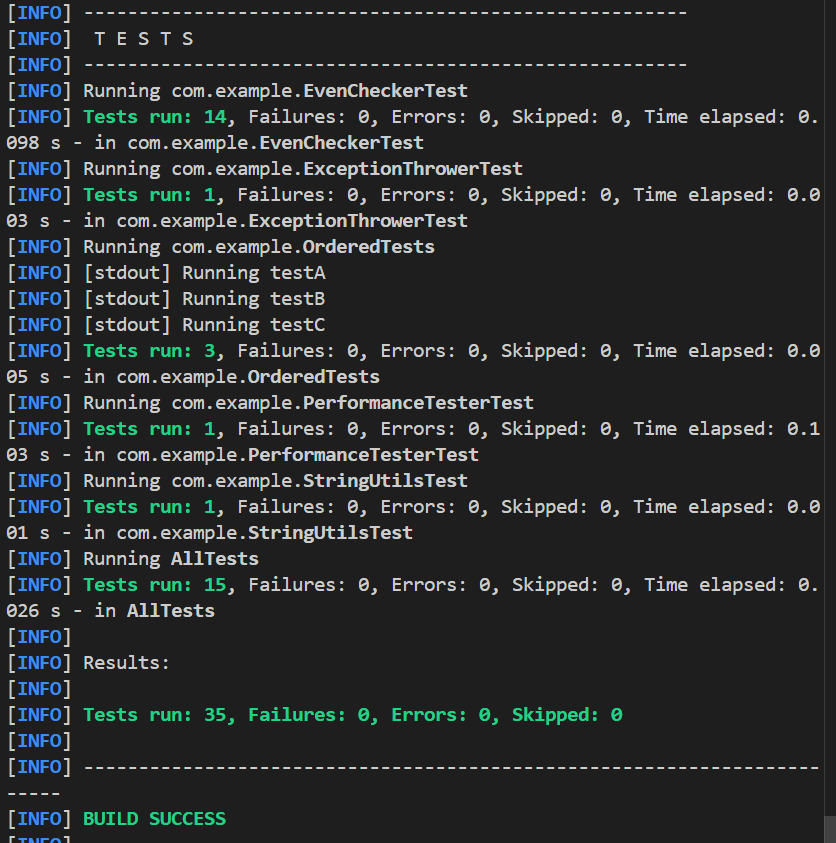 [INFO] -------------------------------------------------------
[INFO]  T E S T S
[INFO] -------------------------------------------------------
[INFO] Running com.example.EvenCheckerTest
[INFO] Tests run: 14, Failures: 0, Errors: 0, Skipped: 0, Time elapsed: 0.
098 s - in com.example.EvenCheckerTest
[INFO] Running com.example.ExceptionThrowerTest
[INFO] Tests run: 1, Failures: 0, Errors: 0, Skipped: 0, Time elapsed: 0.0
03 s - in com.example.ExceptionThrowerTest
[INFO] Running com.example.OrderedTests
[INFO] [stdout] Running testA
[INFO] [stdout] Running testB
[INFO] [stdout] Running testC
[INFO] Tests run: 3, Failures: 0, Errors: 0, Skipped: 0, Time elapsed: 0.0
05 s - in com.example.OrderedTests
[INFO] Running com.example.PerformanceTesterTest
[INFO] Tests run: 1, Failures: 0, Errors: 0, Skipped: 0, Time elapsed: 0.1
03 s - in com.example.PerformanceTesterTest
[INFO] Running com.example.StringUtilsTest
[INFO] Tests run: 1, Failures: 0, Errors: 0, Skipped: 0, Time elapsed: 0.0
01 s - in com.example.StringUtilsTest
[INFO] Running AllTests
[INFO] Tests run: 15, Failures: 0, Errors: 0, Skipped: 0, Time elapsed: 0.
026 s - in AllTests
[INFO]
[INFO] Results:
[INFO]
[INFO] Tests run: 35, Failures: 0, Errors: 0, Skipped: 0
[INFO]
[INFO] -------------------------------------------------------------------
-----
[INFO] BUILD SUCCESS
[INFO]